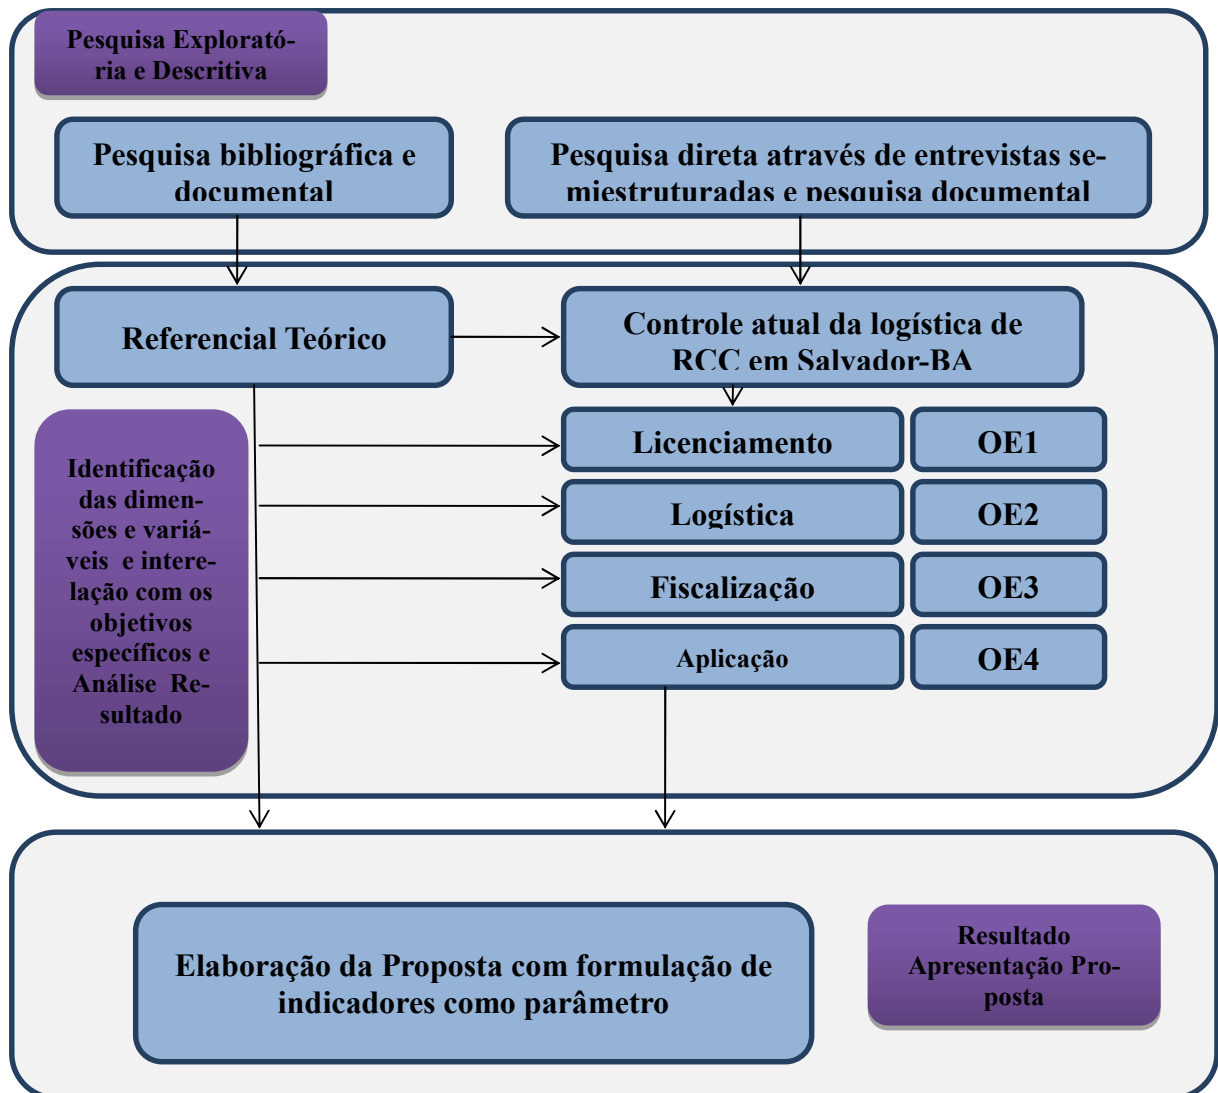 Pesquisa Explorató-
ria e Descritiva
Pesquisa bibliográfica e
documental
Pesquisa direta através de entrevistas se-
miestruturadas e pesquisa documental
Referencial Teórico
Controle atual da logística de
RCC em Salvador-BA
Identificação
das dimen-
sões e variá-
veis e intere-
lação com os
objetivos
específicos e
Análise Re-
sultado
Licenciamento
OE1
Logística
OE2
Fiscalização
OE3
Aplicação
OE4
Elaboração da Proposta com formulação de
indicadores como parâmetro
Resultado
Apresentação Pro-
posta